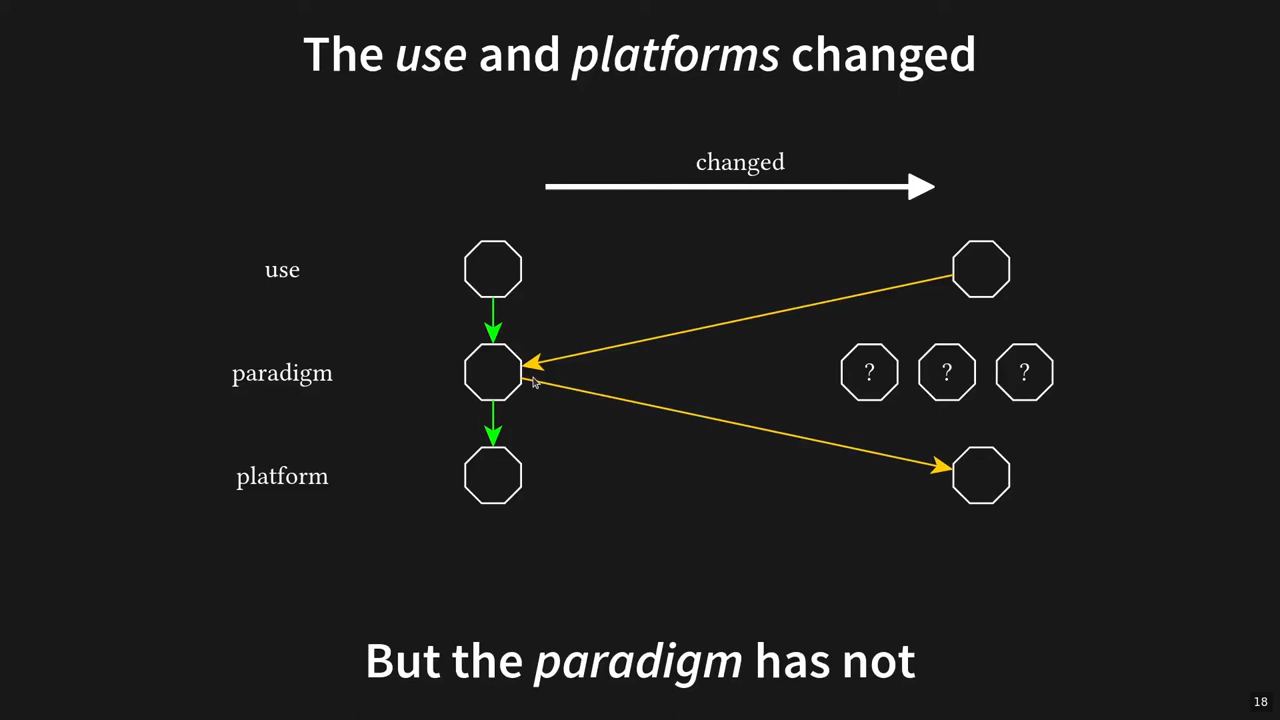 The use and platforms changed
changed
use
paradigm
? ? ?
platform
But the paradigm has not
18